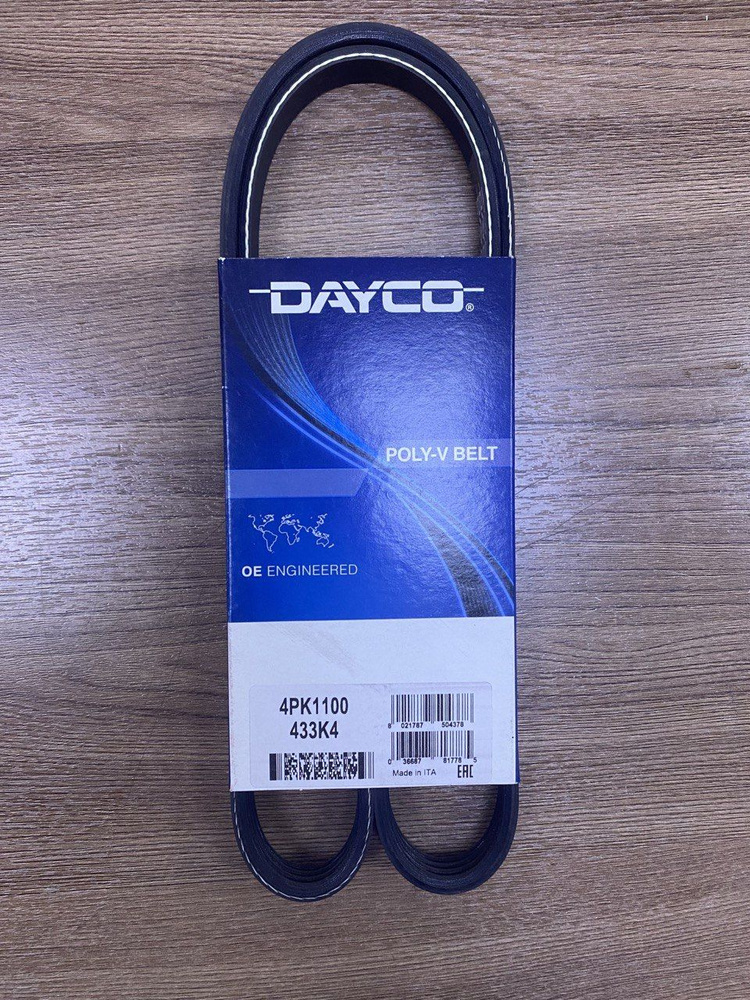 DAYCO®
POLY-V BELT
OE ENGINEERED
4PK1100
433K4
8 021787 504378
0 36687 81778 5
Made in ITA
EAC